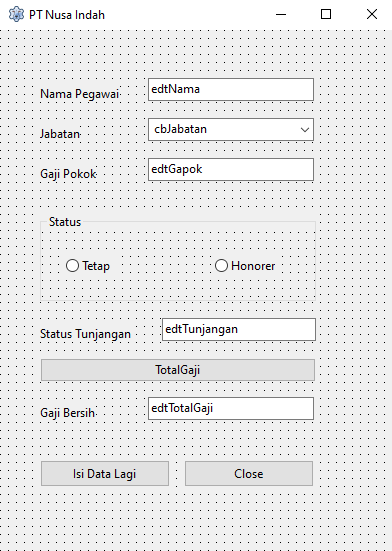 PT Nusa Indah
Nama Pegawai edtNama
Jabatan cbJabatan
Gaji Pokok edtGapok
Status
Tetap Honorer
Status Tunjangan edtTunjangan
TotalGaji
Gaji Bersih edtTotalGaji
Isi Data Lagi Close